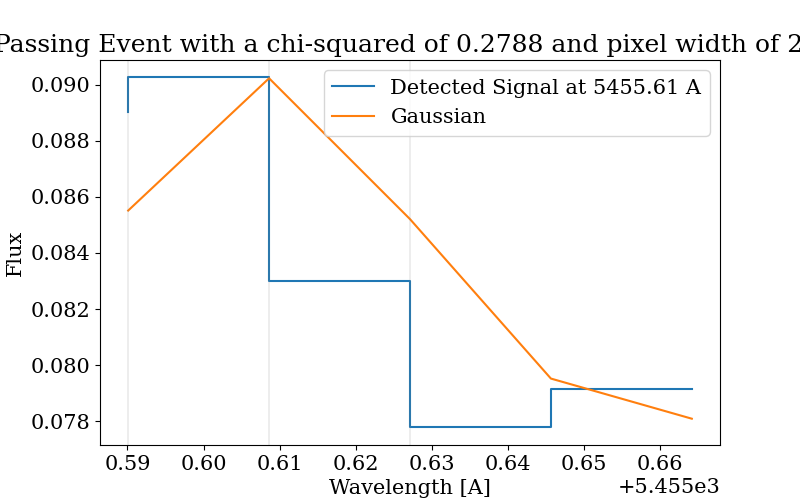 Passing Event with a chi-squared of 0.2788 and pixel width of 2
Detected Signal at 5455.61 A
Gaussian
Flux
0.090
0.088
0.086
0.084
0.082
0.080
0.078
0.59 0.60 0.61 0.62 0.63 0.64 0.65 0.66
Wavelength [A]
+5.455e3